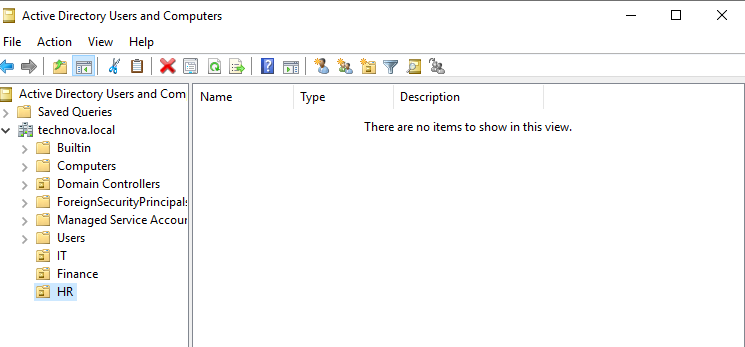 Active Directory Users and Computers
File Action View Help
Active Directory Users and Com
Saved Queries
technova.local
Builtin
Computers
Domain Controllers
ForeignSecurityPrincipals
Managed Service Accour
Users
IT
Finance
HR
Name Type Description
There are no items to show in this view.